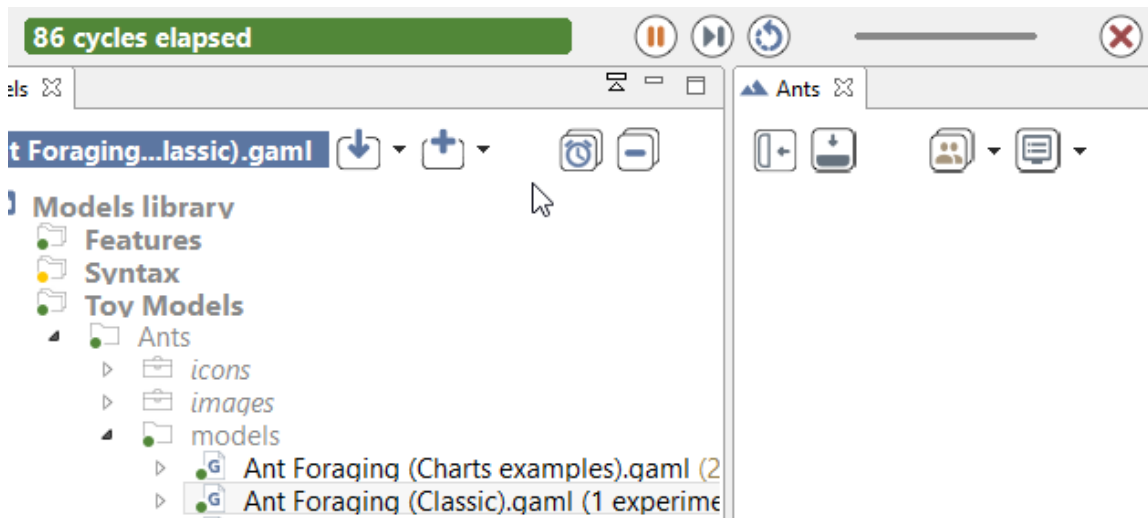 86 cycles elapsed
els
Ants
t Foraging...lassic).gaml
Models library
Features
Syntax
Toy Models
Ants
icons
images
models
G Ant Foraging (Charts examples).gaml (2
G Ant Foraging (Classic).gaml (1 experime